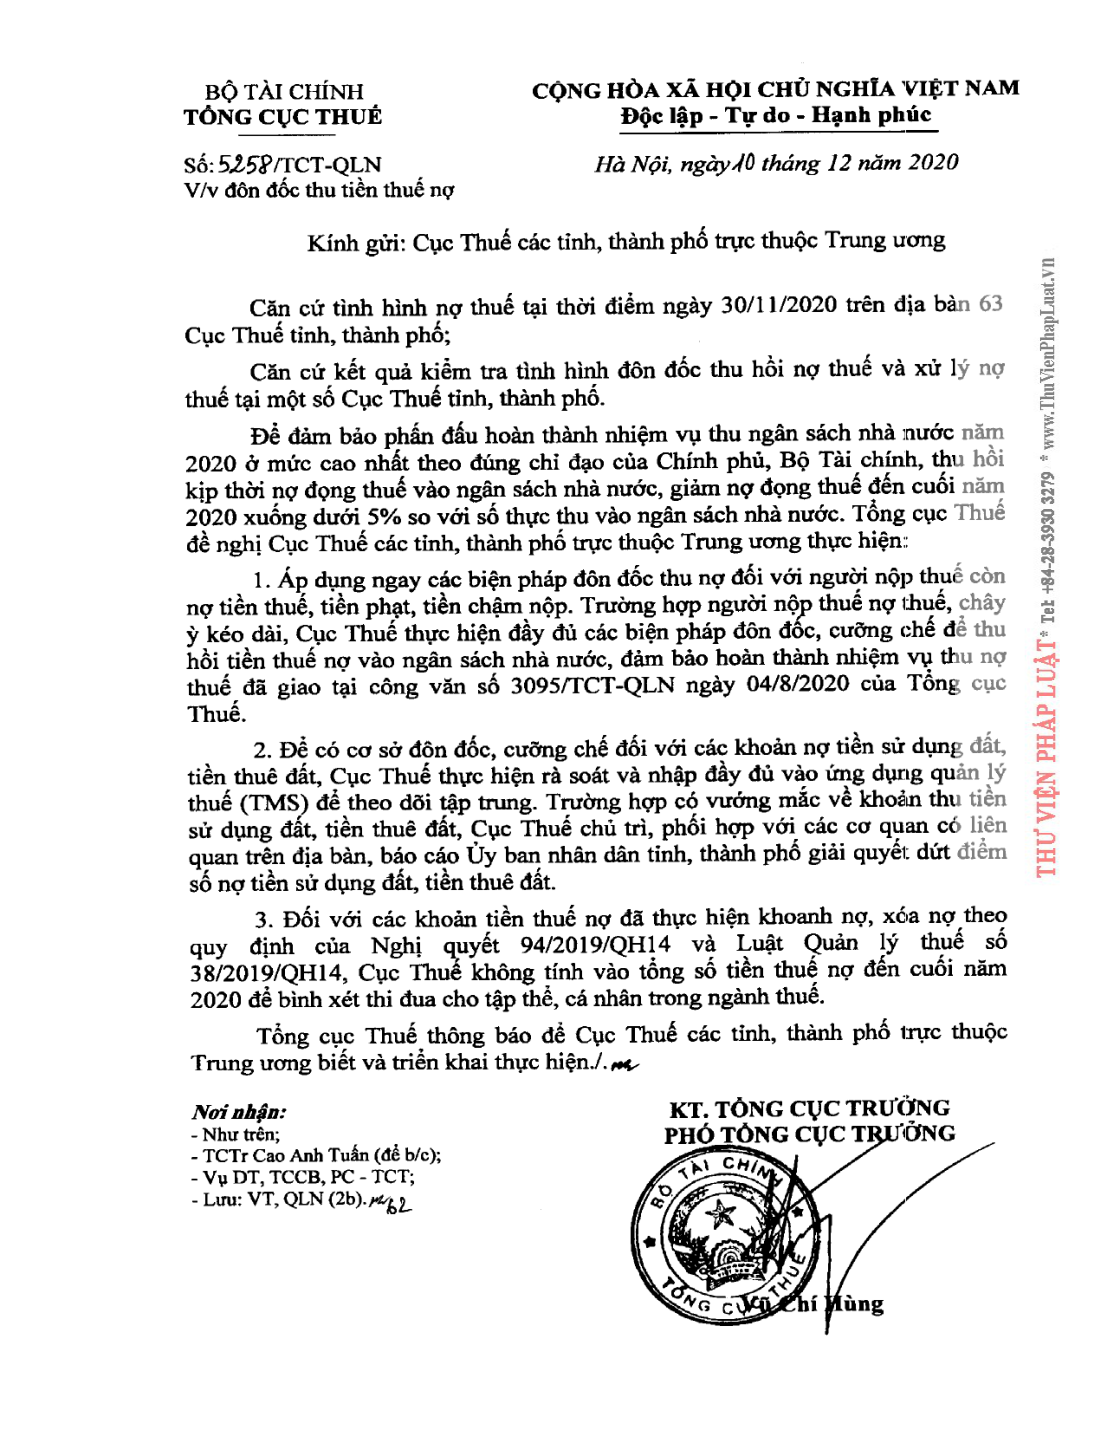 BỘ TÀI CHÍNH
TỔNG CỤC THUẾ
CỘNG HÒA XÃ HỘI CHỦ NGHĨA VIỆT NAM
Độc lập - Tự do - Hạnh phúc
Số: 5258/TCT-QLN
V/v đôn đốc thu tiền thuế nợ
Hà Nội, ngày 10 tháng 12 năm 2020
Kính gửi: Cục Thuế các tỉnh, thành phố trực thuộc Trung ương
Căn cứ tình hình nợ thuế tại thời điểm ngày 30/11/2020 trên địa bàn 63
Cục Thuế tỉnh, thành phố;
Căn cứ kết quả kiểm tra tình hình đôn đốc thu hồi nợ thuế và xử lý nợ
thuế tại một số Cục Thuế tỉnh, thành phố.
Để đảm bảo phấn đấu hoàn thành nhiệm vụ thu ngân sách nhà nước năm
2020 ở mức cao nhất theo đúng chỉ đạo của Chính phủ, Bộ Tài chính, thu hồi
kịp thời nợ đọng thuế vào ngân sách nhà nước, giảm nợ đọng thuế đến cuối năm
2020 xuống dưới 5% so với số thực thu vào ngân sách nhà nước. Tổng cục Thuế
đề nghị Cục Thuế các tỉnh, thành phố trực thuộc Trung ương thực hiện:
1. Áp dụng ngay các biện pháp đôn đốc thu nợ đối với người nộp thuế còn
nợ tiền thuế, tiền phạt, tiền chậm nộp. Trường hợp người nộp thuế nợ thuế, chây
ỳ kéo dài, Cục Thuế thực hiện đầy đủ các biện pháp đôn đốc, cưỡng chế để thu
hồi tiền thuế nợ vào ngân sách nhà nước, đảm bảo hoàn thành nhiệm vụ thu nợ
thuế đã giao tại công văn số 3095/TCT-QLN ngày 04/8/2020 của Tổng cục
Thuế.
2. Để có cơ sở đôn đốc, cưỡng chế đối với các khoản nợ tiền sử dụng đất,
tiền thuê đất, Cục Thuế thực hiện rà soát và nhập đầy đủ vào ứng dụng quản lý
thuế (TMS) để theo dõi tập trung. Trường hợp có vướng mắc về khoản thu tiền
sử dụng đất, tiền thuê đất, Cục Thuế chủ trì, phối hợp với các cơ quan có liên
quan trên địa bàn, báo cáo Ủy ban nhân dân tỉnh, thành phố giải quyết dứt điểm
số nợ tiền sử dụng đất, tiền thuê đất.
3. Đối với các khoản tiền thuế nợ đã thực hiện khoanh nợ, xóa nợ theo
quy định của Nghị quyết 94/2019/QH14 và Luật Quản lý thuế số
38/2019/QH14, Cục Thuế không tính vào tổng số tiền thuế nợ đến cuối năm
2020 để bình xét thi đua cho tập thể, cá nhân trong ngành thuế.
Tổng cục Thuế thông báo để Cục Thuế các tỉnh, thành phố trực thuộc
Trung ương biết và triển khai thực hiện./.
Nơi nhận:
- Như trên;
- TCTr Cao Anh Tuấn (để b/c);
- Vụ DT, TCCB, PC - TCT;
- Lưu: VT, QLN (2b).
KT. TỔNG CỤC TRƯỞNG
PHÓ TỔNG CỤC TRƯỞNG
BỘ TÀI CHÍNH
TỔNG CỤC THUẾ
Vũ Chí Hùng
THƯ VIỆN PHÁP LUẬT * Tel: +84-28-3930 3279 * www.ThuVienPhapLuat.vn